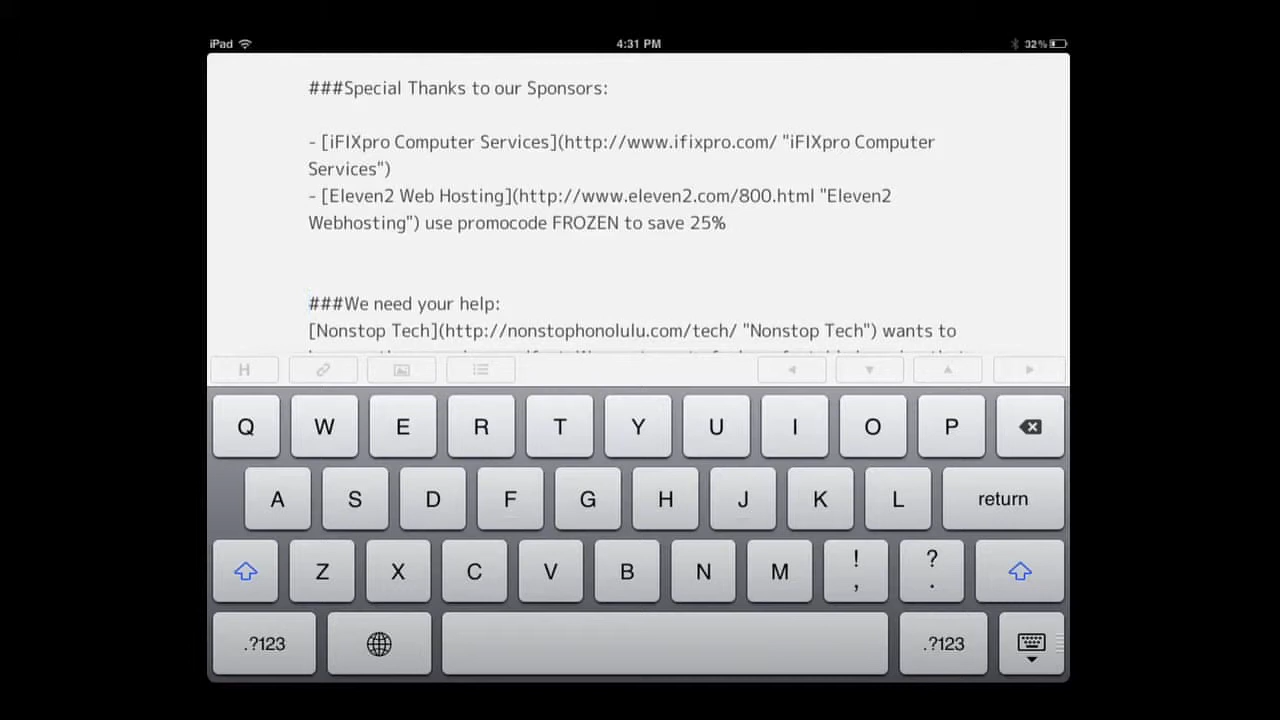 iPad 4:31 PM 32%
###Special Thanks to our Sponsors:
- [iFIXpro Computer Services](http://www.ifixpro.com/ "iFIXpro Computer
Services")
- [Eleven2 Web Hosting](http://www.eleven2.com/800.html "Eleven2
Webhosting") use promocode FROZEN to save 25%
###We need your help:
[Nonstop Tech](http://nonstophonolulu.com/tech/ "Nonstop Tech") wants to
H
Q W E R T Y U I O P
A S D F G H J K L return
Z X C V B N M ! , ? .
.?123 .?123